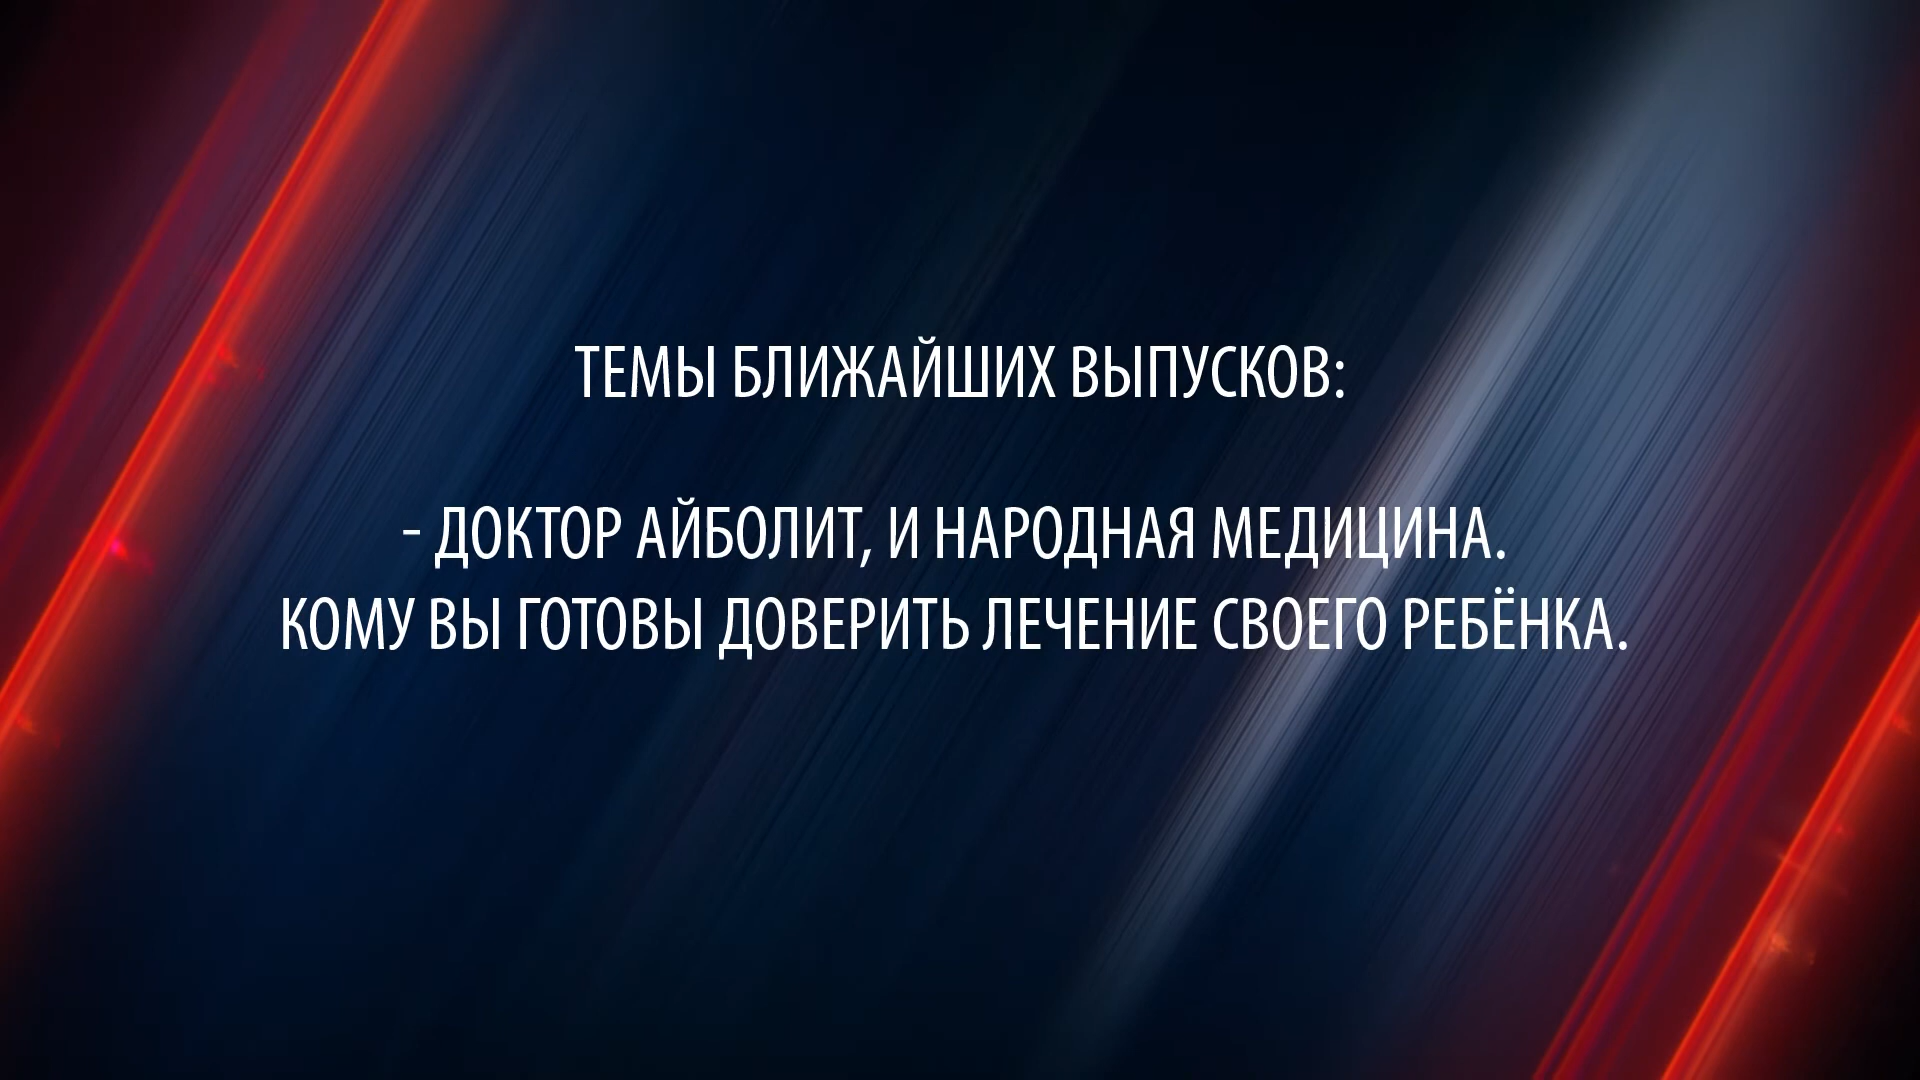 ТЕМЫ БЛИЖАЙШИХ ВЫПУСКОВ:
- ДОКТОР АЙБОЛИТ, И НАРОДНАЯ МЕДИЦИНА.
КОМУ ВЫ ГОТОВЫ ДОВЕРИТЬ ЛЕЧЕНИЕ СВОЕГО РЕБЁНКА.